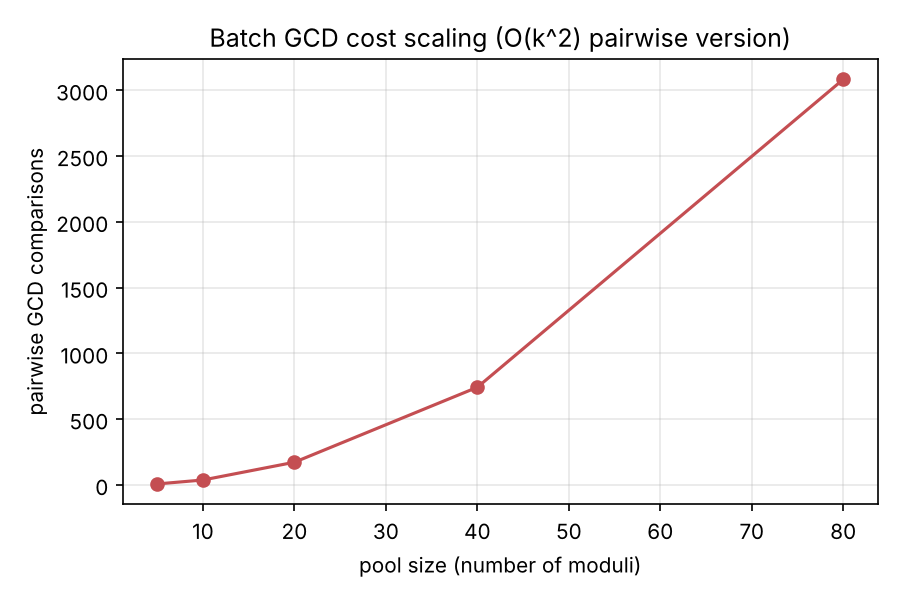 Batch GCD cost scaling (O(k^2) pairwise version)
pairwise GCD comparisons
3000
2500
2000
1500
1000
500
0
10 20 30 40 50 60 70 80
pool size (number of moduli)